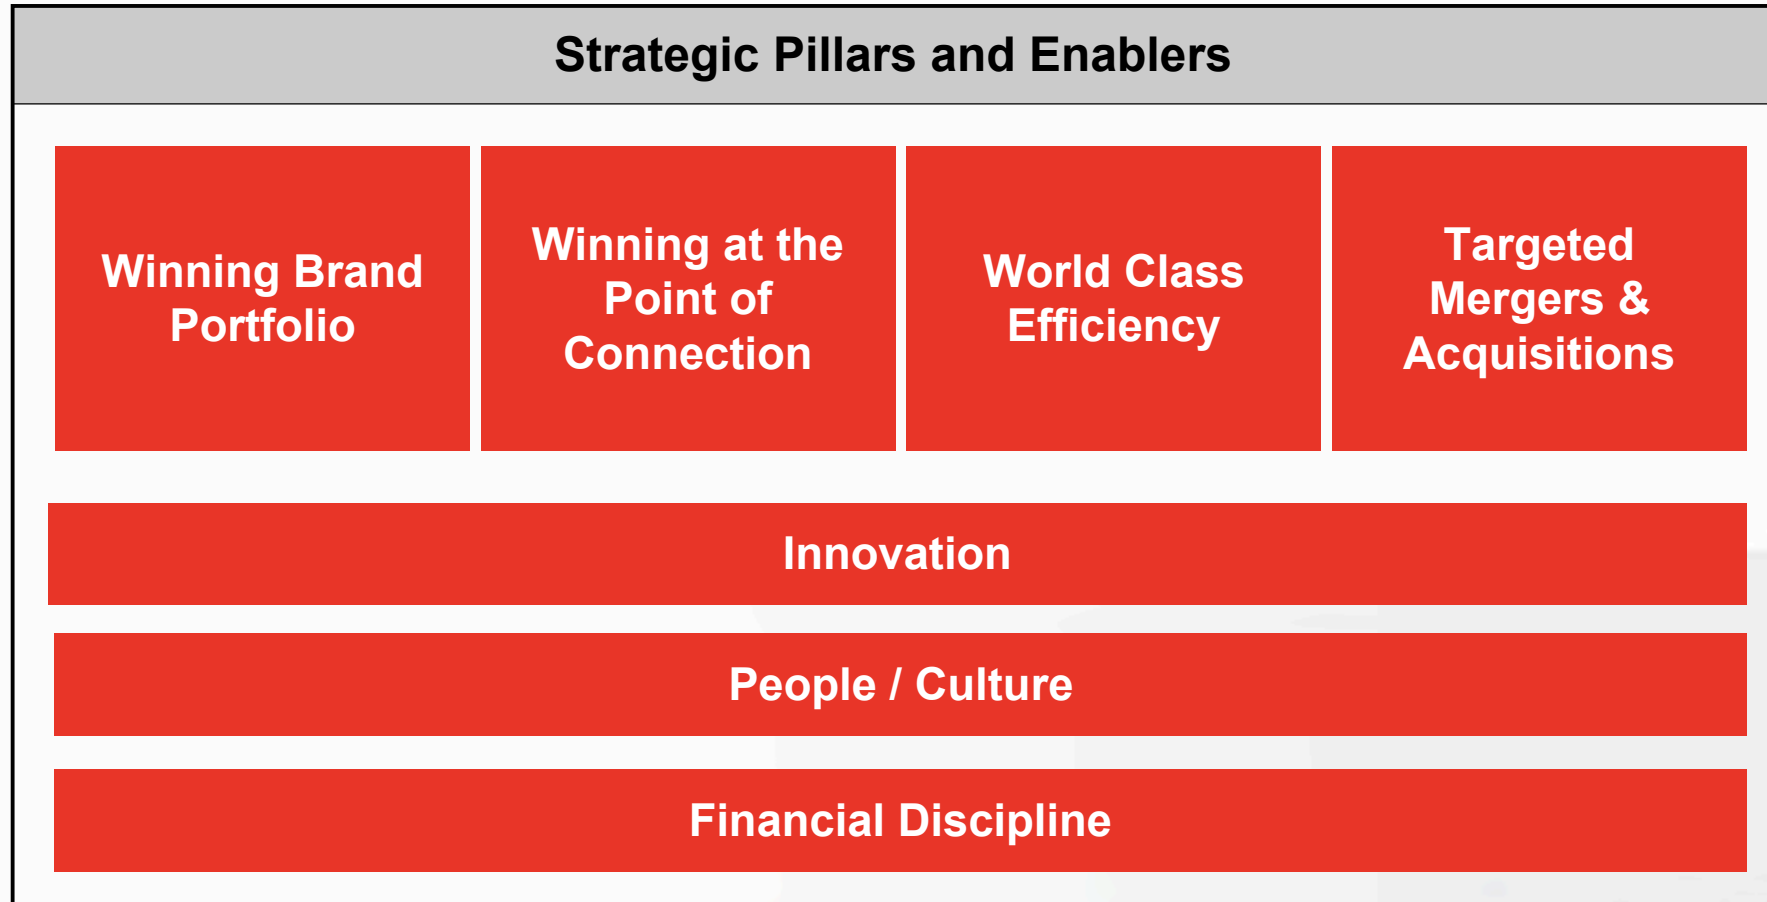 Strategic Pillars and Enablers
Winning Brand
Portfolio
Winning at the
Point of
Connection
World Class
Efficiency
Targeted
Mergers &
Acquisitions
Innovation
People / Culture
Financial Discipline